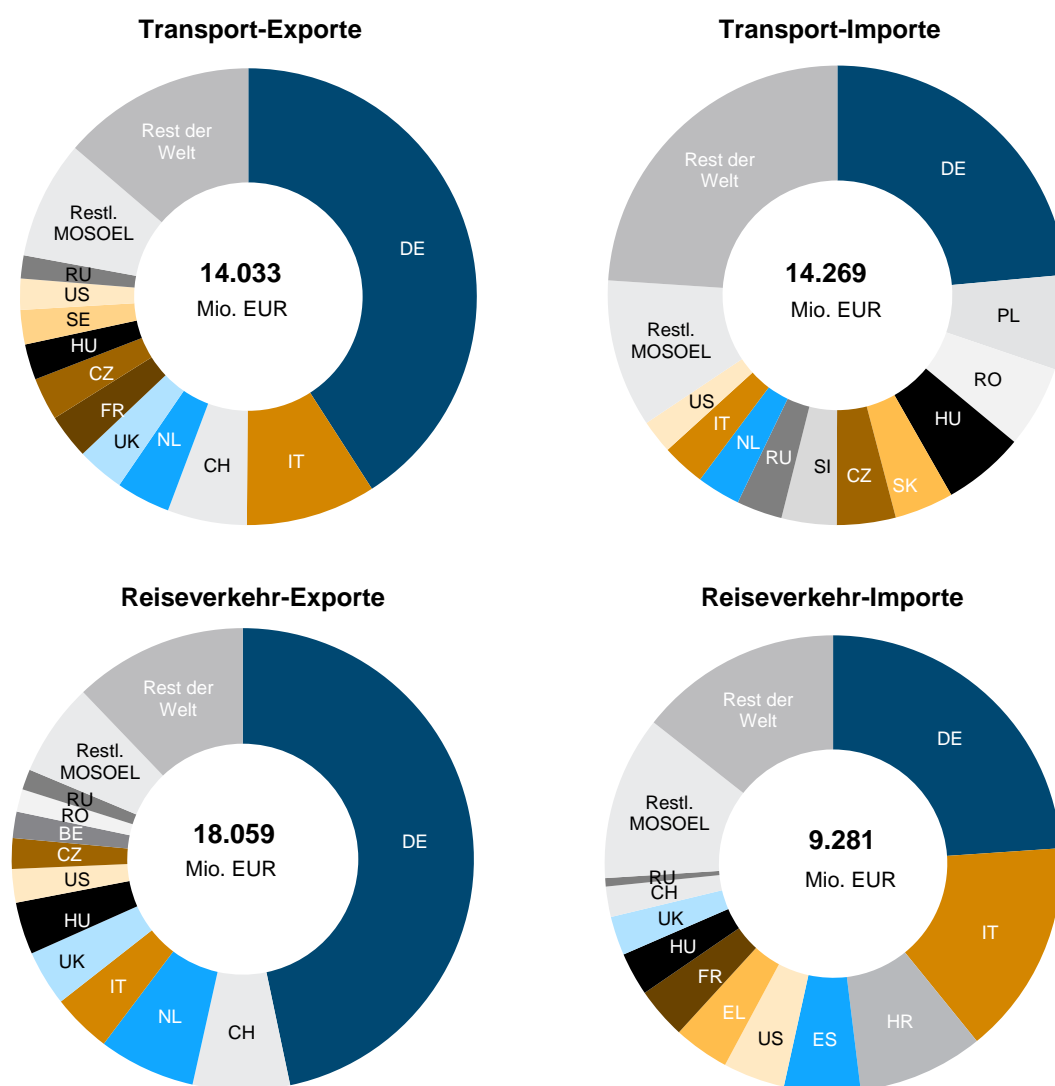 Transport-Exporte
Rest der
Welt
DE
Restl.
MOSOEL
RU
US
SE
HU
CZ
FR
UK
NL
CH
IT
14.033
Mio. EUR
Transport-Importe
Rest der
Welt
DE
PL
RO
HU
SK
CZ
SI
RU
NL
IT
US
Restl.
MOSOEL
14.269
Mio. EUR
Reiseverkehr-Exporte
Rest der
Welt
DE
Restl.
MOSOEL
RU
RO
BE
CZ
US
HU
UK
IT
NL
CH
18.059
Mio. EUR
Reiseverkehr-Importe
Rest der
Welt
DE
IT
HR
ES
US
EL
FR
HU
UK
CH
RU
Restl.
MOSOEL
9.281
Mio. EUR